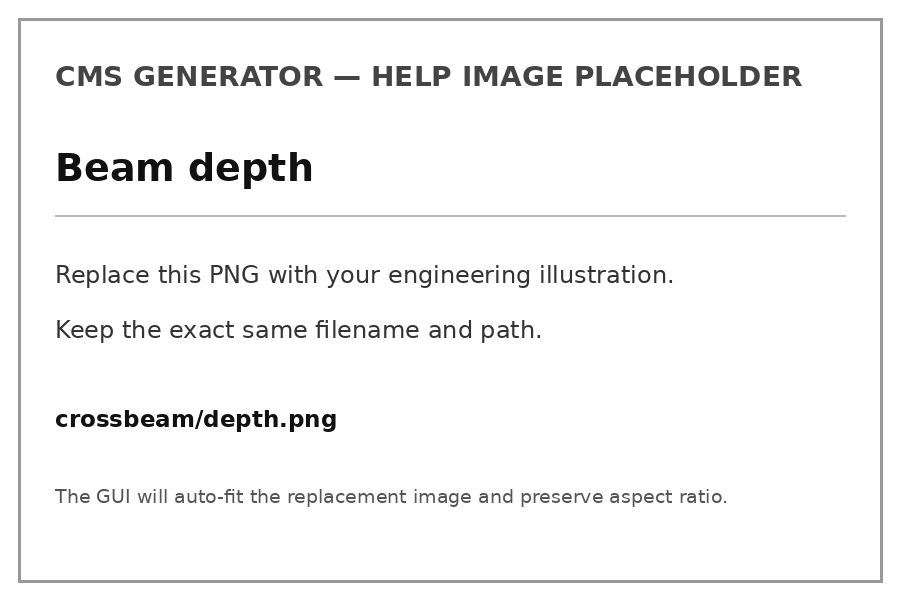 CMS GENERATOR — HELP IMAGE PLACEHOLDER
Beam depth
Replace this PNG with your engineering illustration.
Keep the exact same filename and path.
crossbeam/depth.png
The GUI will auto-fit the replacement image and preserve aspect ratio.